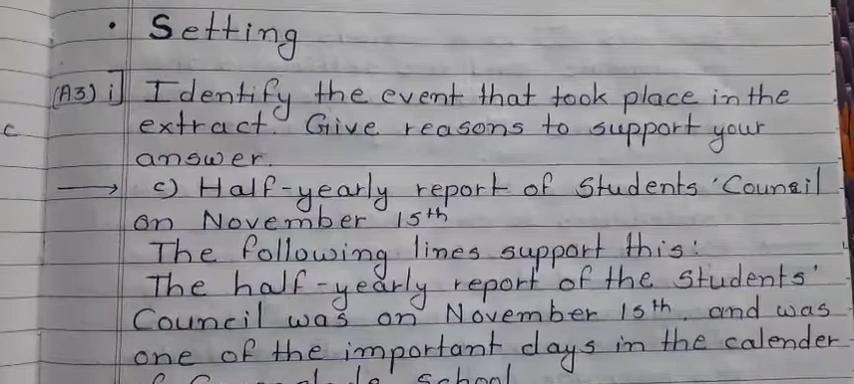 • Setting
(A3) i] Identify the event that took place in the
c
extract. Give reasons to support your
answer.
→ c) Half-yearly report of Students' Council
on November 15th
The following lines support this:
The half-yearly report of the Students'
Council was on November 15th, and was
one of the important days in the calender
school